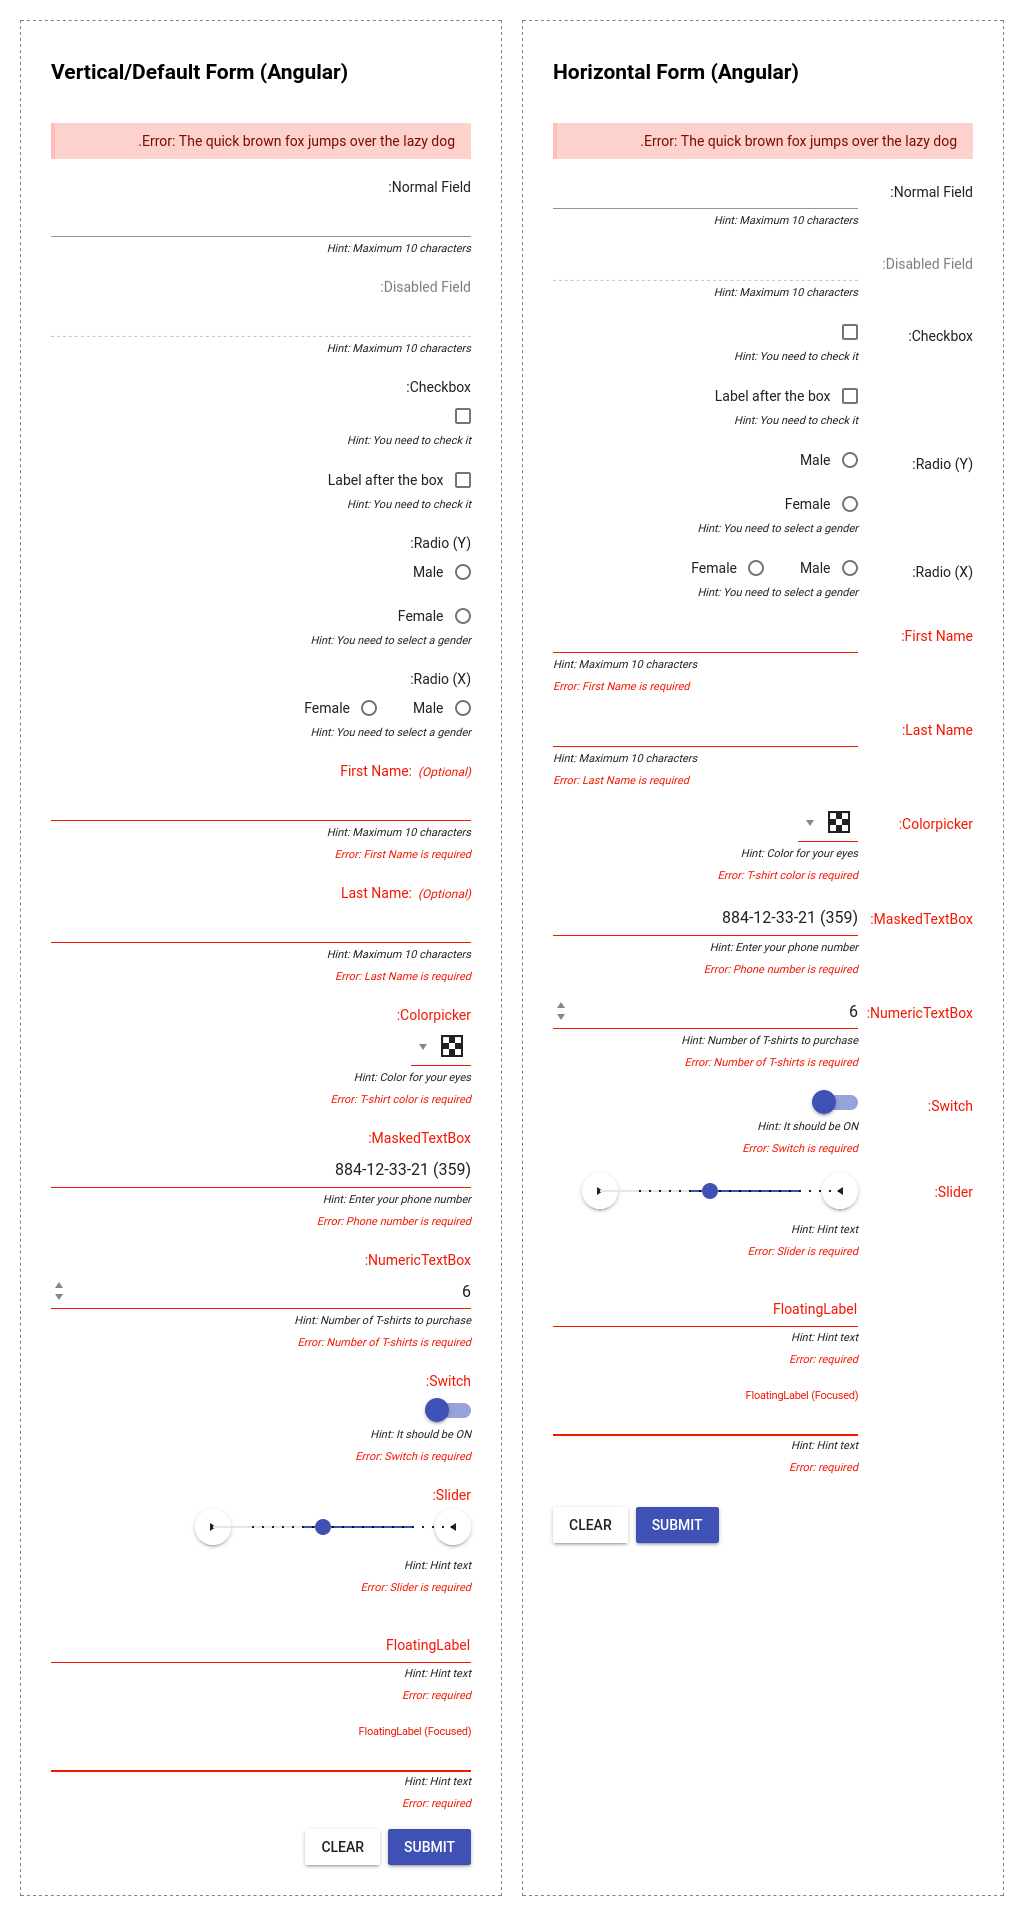 Vertical/Default Form (Angular)
.Error: The quick brown fox jumps over the lazy dog
:Normal Field
Hint: Maximum 10 characters
:Disabled Field
Hint: Maximum 10 characters
:Checkbox
Hint: You need to check it
Label after the box
Hint: You need to check it
:Radio (Y)
Male
Female
Hint: You need to select a gender
:Radio (X)
Female Male
Hint: You need to select a gender
First Name: (Optional)
Hint: Maximum 10 characters
Error: First Name is required
Last Name: (Optional)
Hint: Maximum 10 characters
Error: Last Name is required
:Colorpicker
Hint: Color for your eyes
Error: T-shirt color is required
:MaskedTextBox
884-12-33-21 (359)
Hint: Enter your phone number
Error: Phone number is required
:NumericTextBox
6
Hint: Number of T-shirts to purchase
Error: Number of T-shirts is required
:Switch
Hint: It should be ON
Error: Switch is required
:Slider
Hint: Hint text
Error: Slider is required
FloatingLabel
Hint: Hint text
Error: required
FloatingLabel (Focused)
Hint: Hint text
Error: required
CLEAR SUBMIT
Horizontal Form (Angular)
.Error: The quick brown fox jumps over the lazy dog
:Normal Field
Hint: Maximum 10 characters
:Disabled Field
Hint: Maximum 10 characters
:Checkbox
Hint: You need to check it
Label after the box
Hint: You need to check it
Male :Radio (Y)
Female
Hint: You need to select a gender
Female Male :Radio (X)
Hint: You need to select a gender
:First Name
Hint: Maximum 10 characters
Error: First Name is required
:Last Name
Hint: Maximum 10 characters
Error: Last Name is required
:Colorpicker
Hint: Color for your eyes
Error: T-shirt color is required
884-12-33-21 (359) :MaskedTextBox
Hint: Enter your phone number
Error: Phone number is required
6 :NumericTextBox
Hint: Number of T-shirts to purchase
Error: Number of T-shirts is required
:Switch
Hint: It should be ON
Error: Switch is required
:Slider
Hint: Hint text
Error: Slider is required
FloatingLabel
Hint: Hint text
Error: required
FloatingLabel (Focused)
Hint: Hint text
Error: required
CLEAR SUBMIT